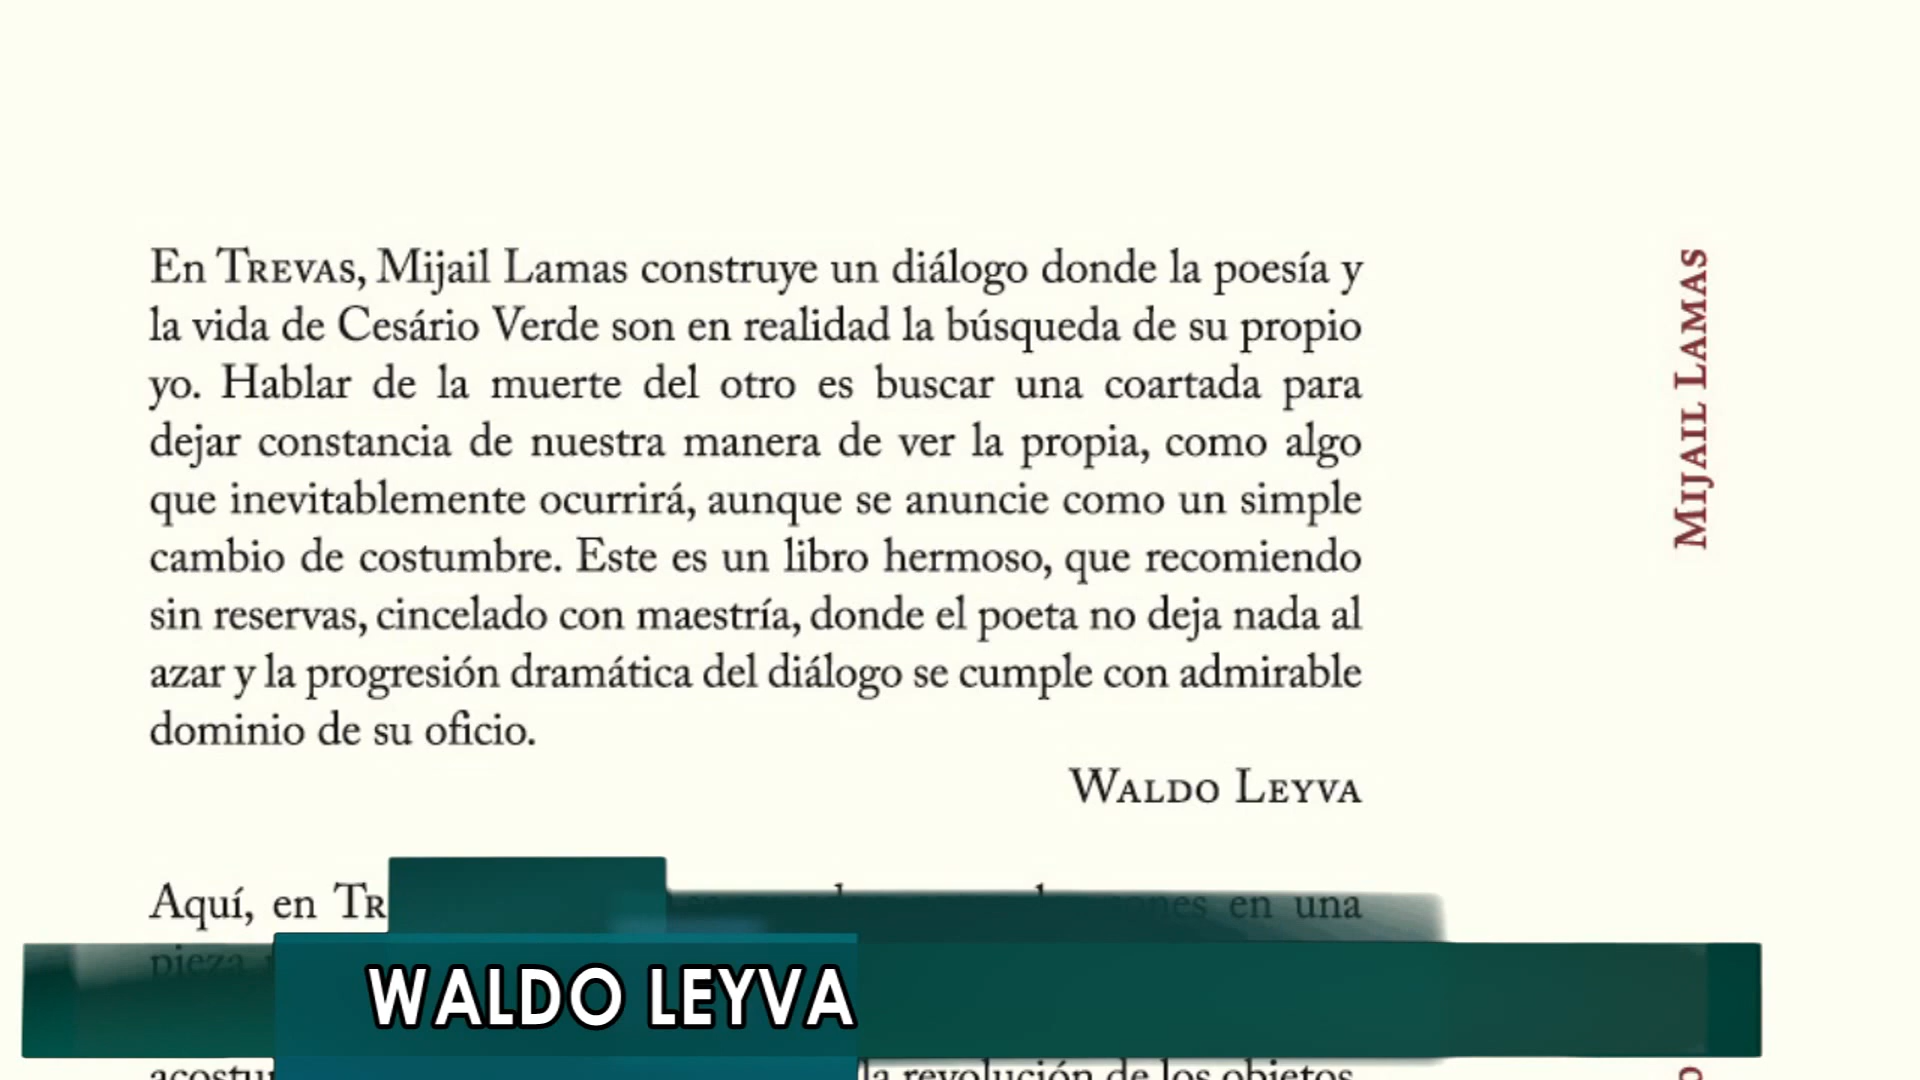 En TREVAS, Mijail Lamas construye un diálogo donde la poesía y
la vida de Cesário Verde son en realidad la búsqueda de su propio
yo. Hablar de la muerte del otro es buscar una coartada para
dejar constancia de nuestra manera de ver la propia, como algo
que inevitablemente ocurrirá, aunque se anuncie como un simple
cambio de costumbre. Este es un libro hermoso, que recomiendo
sin reservas, cincelado con maestría, donde el poeta no deja nada al
azar y la progresión dramática del diálogo se cumple con admirable
dominio de su oficio.
WALDO LEYVA
Aquí, en en una
pieza
WALDO LEYVA
la revolución de los objetos
MIJAIL LAMAS